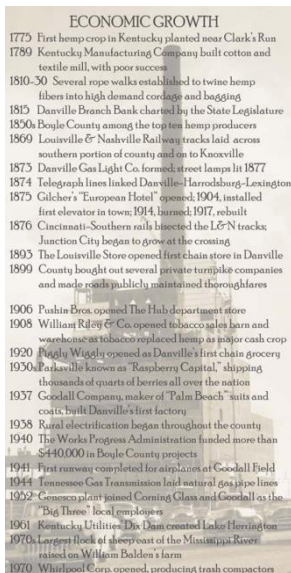 ECONOMIC GROWTH
1775 First hemp crop in Kentucky planted near Clark's Run
1789 Kentucky Manufacturing Company built cotton and
textile mill, with poor success
1810-30 Several rope walks established to twine hemp
fibers into high demand cordage and bagging
1815 Danville Branch Bank charted by the State Legislature
1850s Boyle County among the top ten hemp producers
1869 Louisville & Nashville Railway tracks laid across
southern portion of county and on to Knoxville
1873 Danville Gas Light Co. formed; street lamps lit 1877
1874 Telegraph lines linked Danville-Harrodsburg-Lexington
1875 Gilcher's "European Hotel" opened; 1904, installed
first elevator in town; 1914, burned; 1917, rebuilt
1876 Cincinnati-Southern rails bisected the L&N tracks;
Junction City began to grow at the crossing
1893 The Louisville Store opened first chain store in Danville
1899 County bought out several private turnpike companies
and made roads publicly maintained thoroughfares
1906 Pushin Bros. opened The Hub department store
1908 William Riley & Co. opened tobacco sales barn and
warehouse as tobacco replaced hemp as major cash crop
1920 Piggly Wiggly opened as Danville's first chain grocery
1930s Parksville known as "Raspberry Capital," shipping
thousands of quarts of berries all over the nation
1937 Goodall Company, maker of "Palm Beach" suits and
coats, built Danville's first factory
1938 Rural electrification began throughout the county
1940 The Works Progress Administration funded more than
$440,000 in Boyle County projects
1941 First runway completed for airplanes at Goodall Field
1944 Tennessee Gas Transmission laid natural gas pipe lines
1952 Genesco plant joined Corning Glass and Goodall as the
"Big Three" local employers
1961 Kentucky Utilities' Dix Dam created Lake Herrington
1970s Largest flock of sheep east of the Mississippi River
raised on William Balden's farm
1970 Whirlpool Corp. opened, producing trash compactors